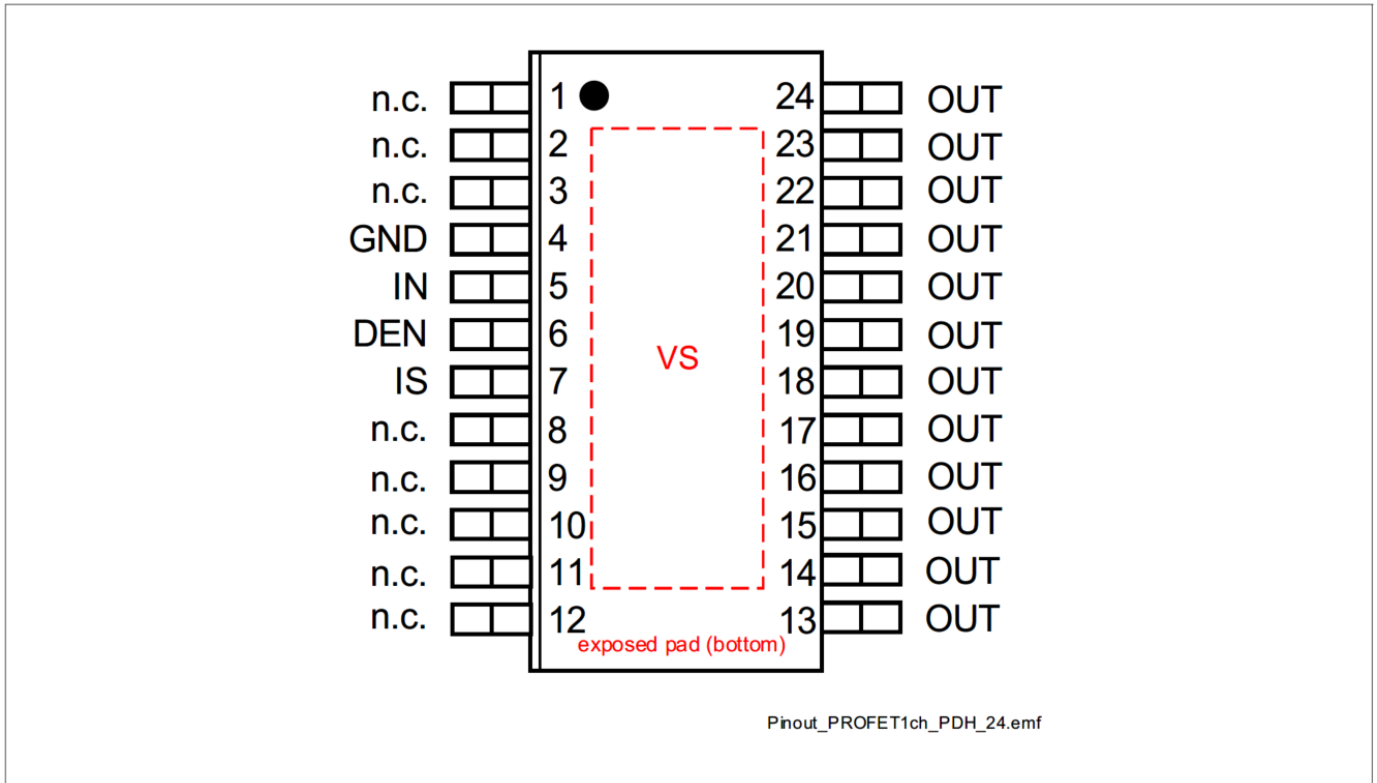 n.c. 1 24 OUT
n.c. 2 23 OUT
n.c. 3 22 OUT
GND 4 21 OUT
IN 5 20 OUT
DEN 6 19 OUT
VS
IS 7 18 OUT
n.c. 8 17 OUT
n.c. 9 16 OUT
n.c. 10 15 OUT
n.c. 11 14 OUT
n.c. 12 13 OUT
exposed pad (bottom)
Pinout_PROFET1ch_PDH_24.emf